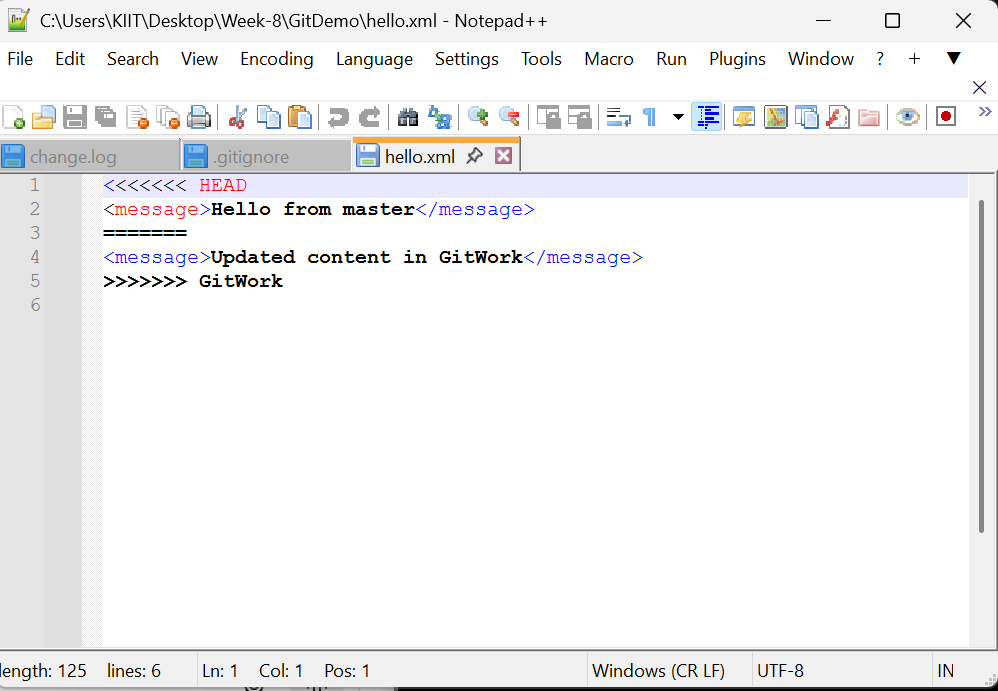 C:\Users\KIIT\Desktop\Week-8\GitDemo\hello.xml - Notepad++
File Edit Search View Encoding Language Settings Tools Macro Run Plugins Window ? +
change.log .gitignore hello.xml
1 <<<<<<< HEAD
2 <message>Hello from master</message>
3 =======
4 <message>Updated content in GitWork</message>
5 >>>>>>> GitWork
6
length: 125 lines: 6 Ln: 1 Col: 1 Pos: 1 Windows (CR LF) UTF-8 IN